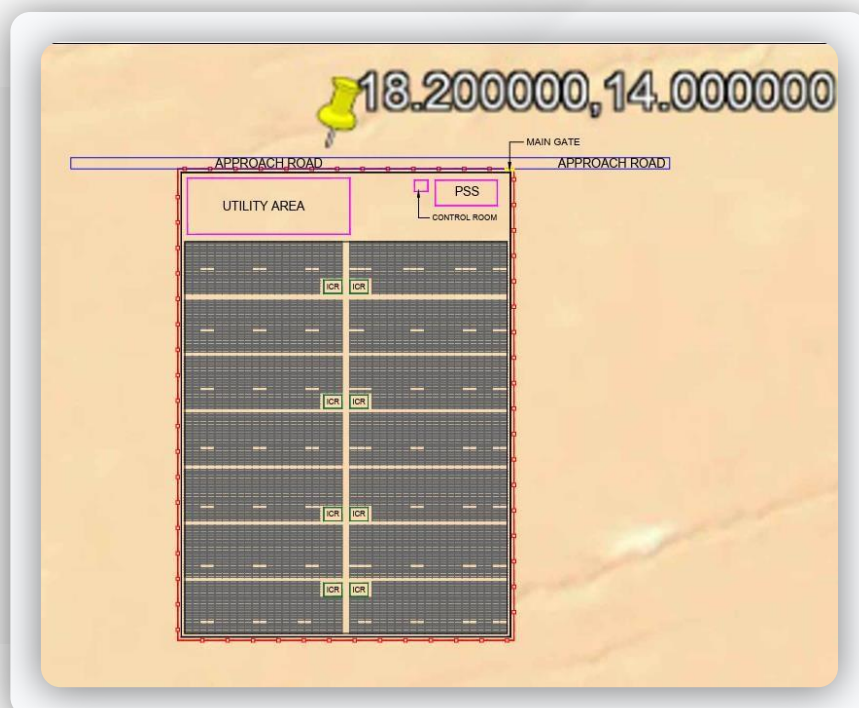 18.200000,14.000000
MAIN GATE
APPROACH ROAD
APPROACH ROAD
UTILITY AREA
PSS
CONTROL ROOM
ICR ICR
ICR ICR
ICR ICR
ICR ICR